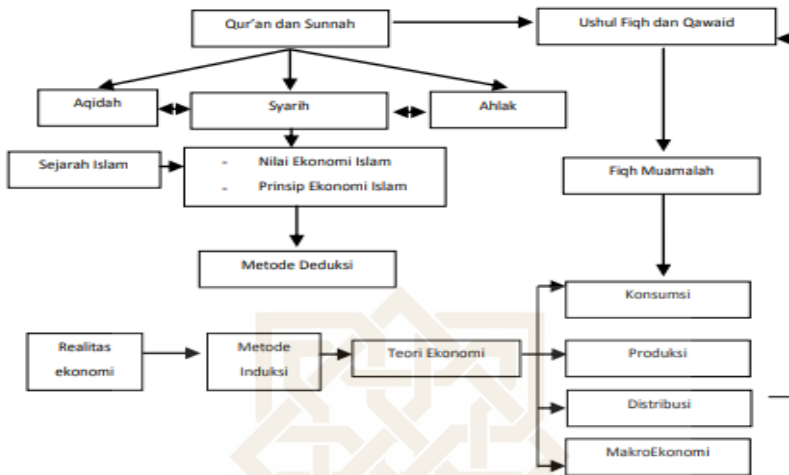 Qur'an dan Sunnah
Ushul Fiqh dan Qawaid
Aqidah
Syarih
Ahlak
Sejarah Islam
- Nilai Ekonomi Islam
- Prinsip Ekonomi Islam
Fiqh Muamalah
Metode Deduksi
Konsumsi
Realitas
ekonomi
Metode
Induksi
Teori Ekonomi
Produksi
Distribusi
MakroEkonomi